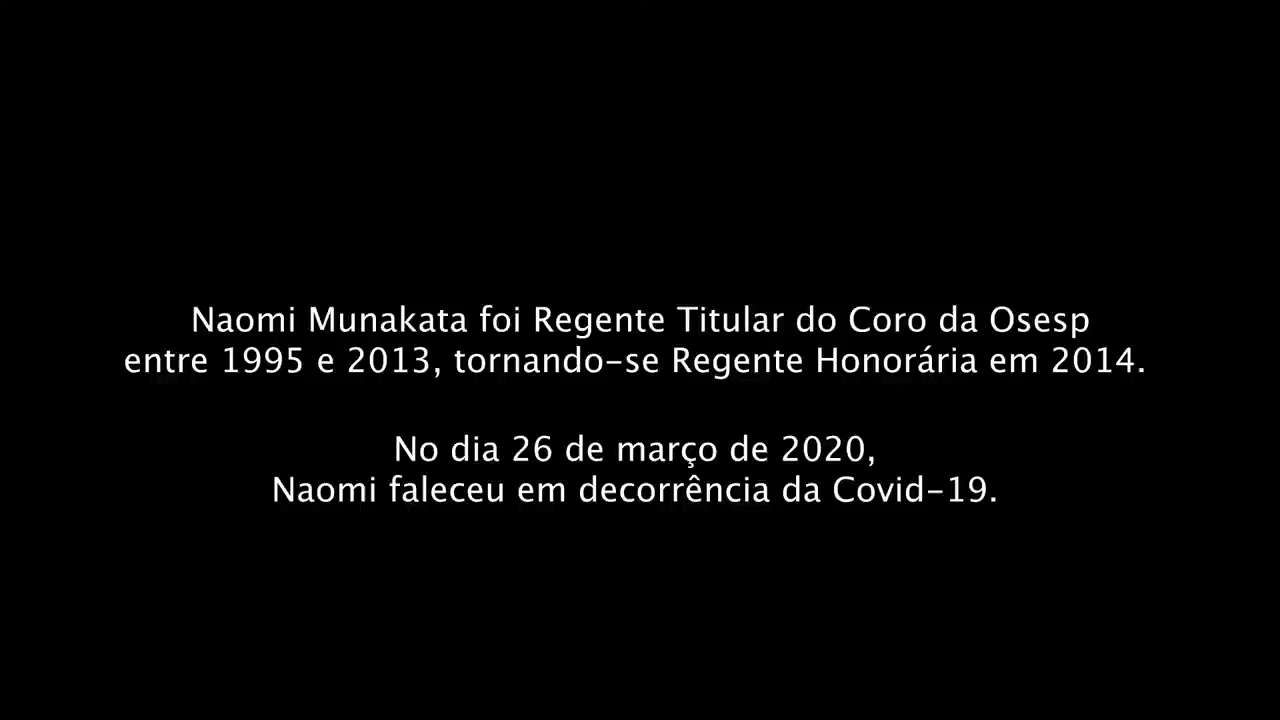 Naomi Munakata foi Regente Titular do Coro da Osesp
entre 1995 e 2013, tornando-se Regente Honorária em 2014.
No dia 26 de março de 2020,
Naomi faleceu em decorrência da Covid-19.